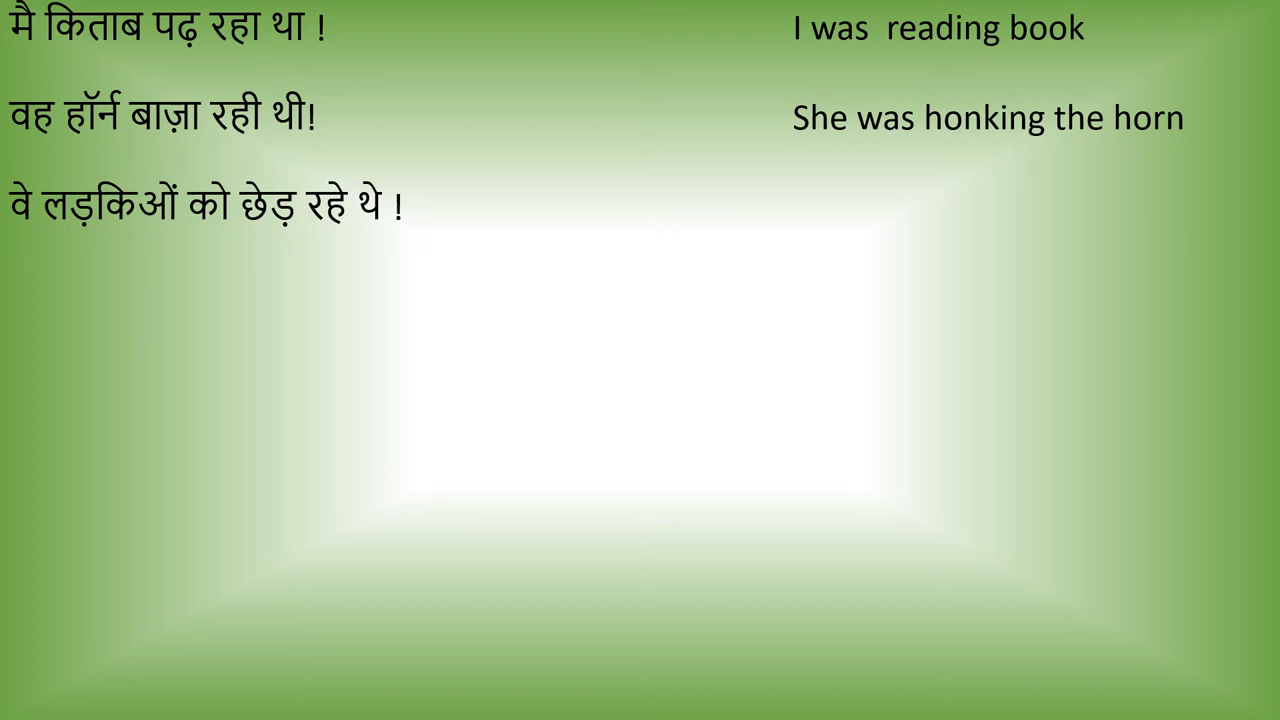 मै किताब पढ़ रहा था ! I was reading book
वह हॉर्न बाज़ा रही थी! She was honking the horn
वे लड़किओं को छेड़ रहे थे !